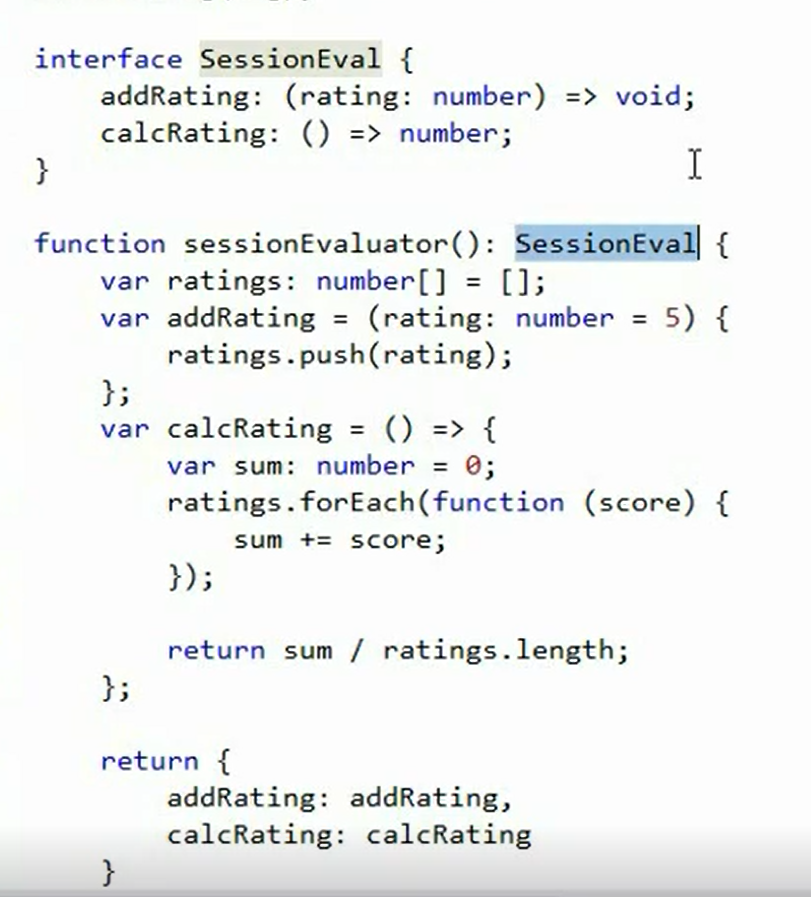 interface SessionEval {
    addRating: (rating: number) => void;
    calcRating: () => number;
}
function sessionEvaluator(): SessionEval {
    var ratings: number[] = [];
    var addRating = (rating: number = 5) {
        ratings.push(rating);
    };
    var calcRating = () => {
        var sum: number = 0;
        ratings.forEach(function (score) {
            sum += score;
        });
        return sum / ratings.length;
    };
    return {
        addRating: addRating,
        calcRating: calcRating
    }